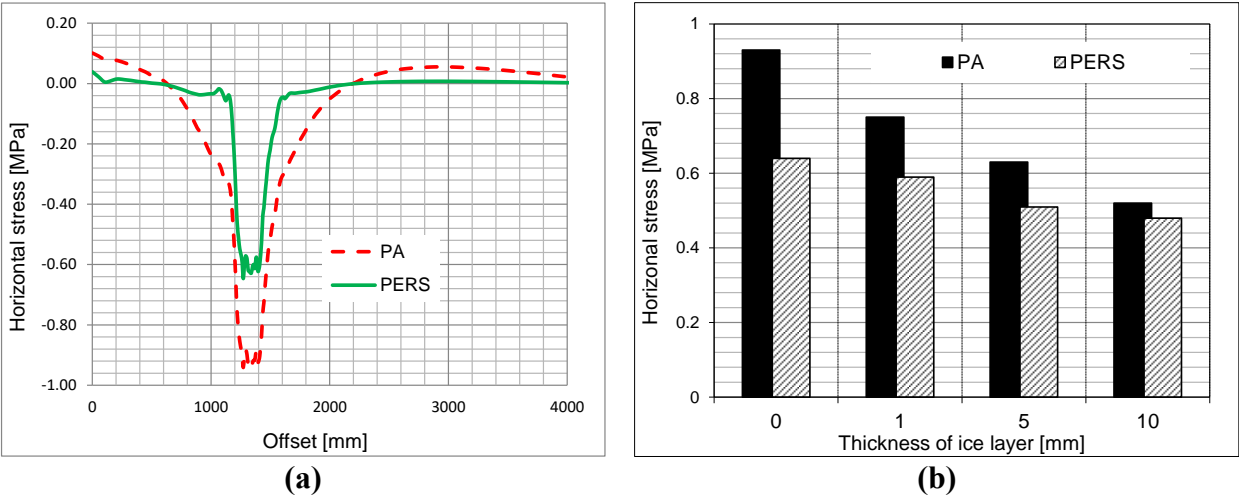 0.20
0.00
-0.20
-0.40
-0.60
-0.80
-1.00
Horizontal stress [MPa]
PA
PERS
0 1000 2000 3000 4000
Offset [mm]
(a)
1
0.8
0.6
0.4
0.2
0
Horizonal stress [MPa]
PA PERS
0 1 5 10
Thickness of ice layer [mm]
(b)